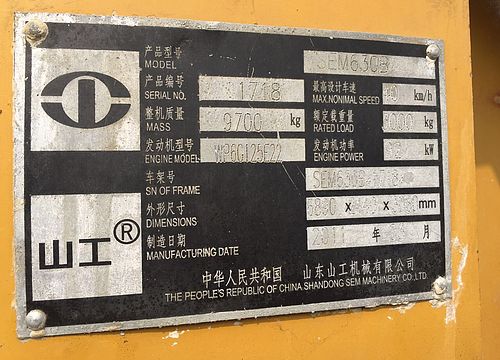 产品型号
MODEL SEM630B
产品编号
SERIAL NO. 1718
最高设计车速
MAX.NONIMAL SPEED km/h
整机质量
MASS 9700 kg
额定载重量
RATED LOAD kg
发动机型号
ENGINE MODEL WP6G125E22
发动机功率
ENGINE POWER kW
车架号
SN OF FRAME
外形尺寸
DIMENSIONS x x mm
制造日期
MANUFACTURING DATE 年 月
山工®
中华人民共和国 山东山工机械有限公司
THE PEOPLE'S REPUBLIC OF CHINA.SHANDONG SEM MACHINERY CO.,LTD.